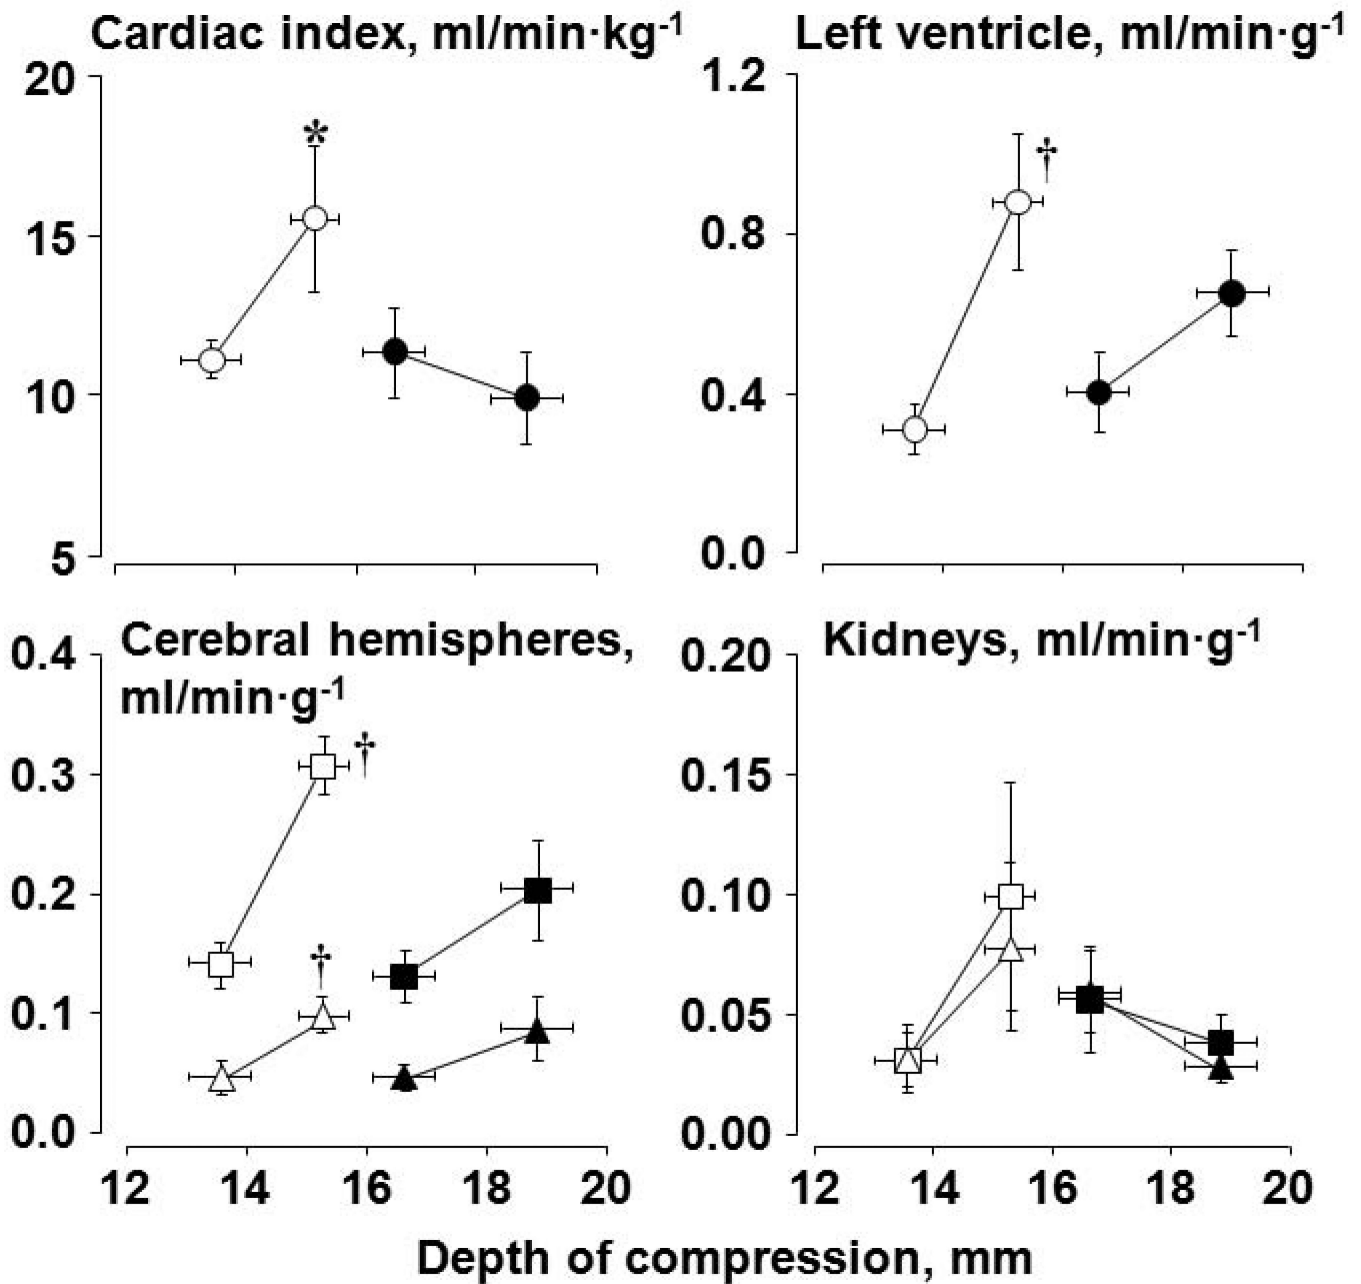 Cardiac index, ml/min·kg-1
20
*
15
10
5
Left ventricle, ml/min·g-1
1.2
†
0.8
0.4
0.0
Cerebral hemispheres,
ml/min·g-1
0.4
†
0.3
0.2
†
0.1
0.0
12 14 16 18 20
Kidneys, ml/min·g-1
0.20
0.15
0.10
0.05
0.00
12 14 16 18 20
Depth of compression, mm